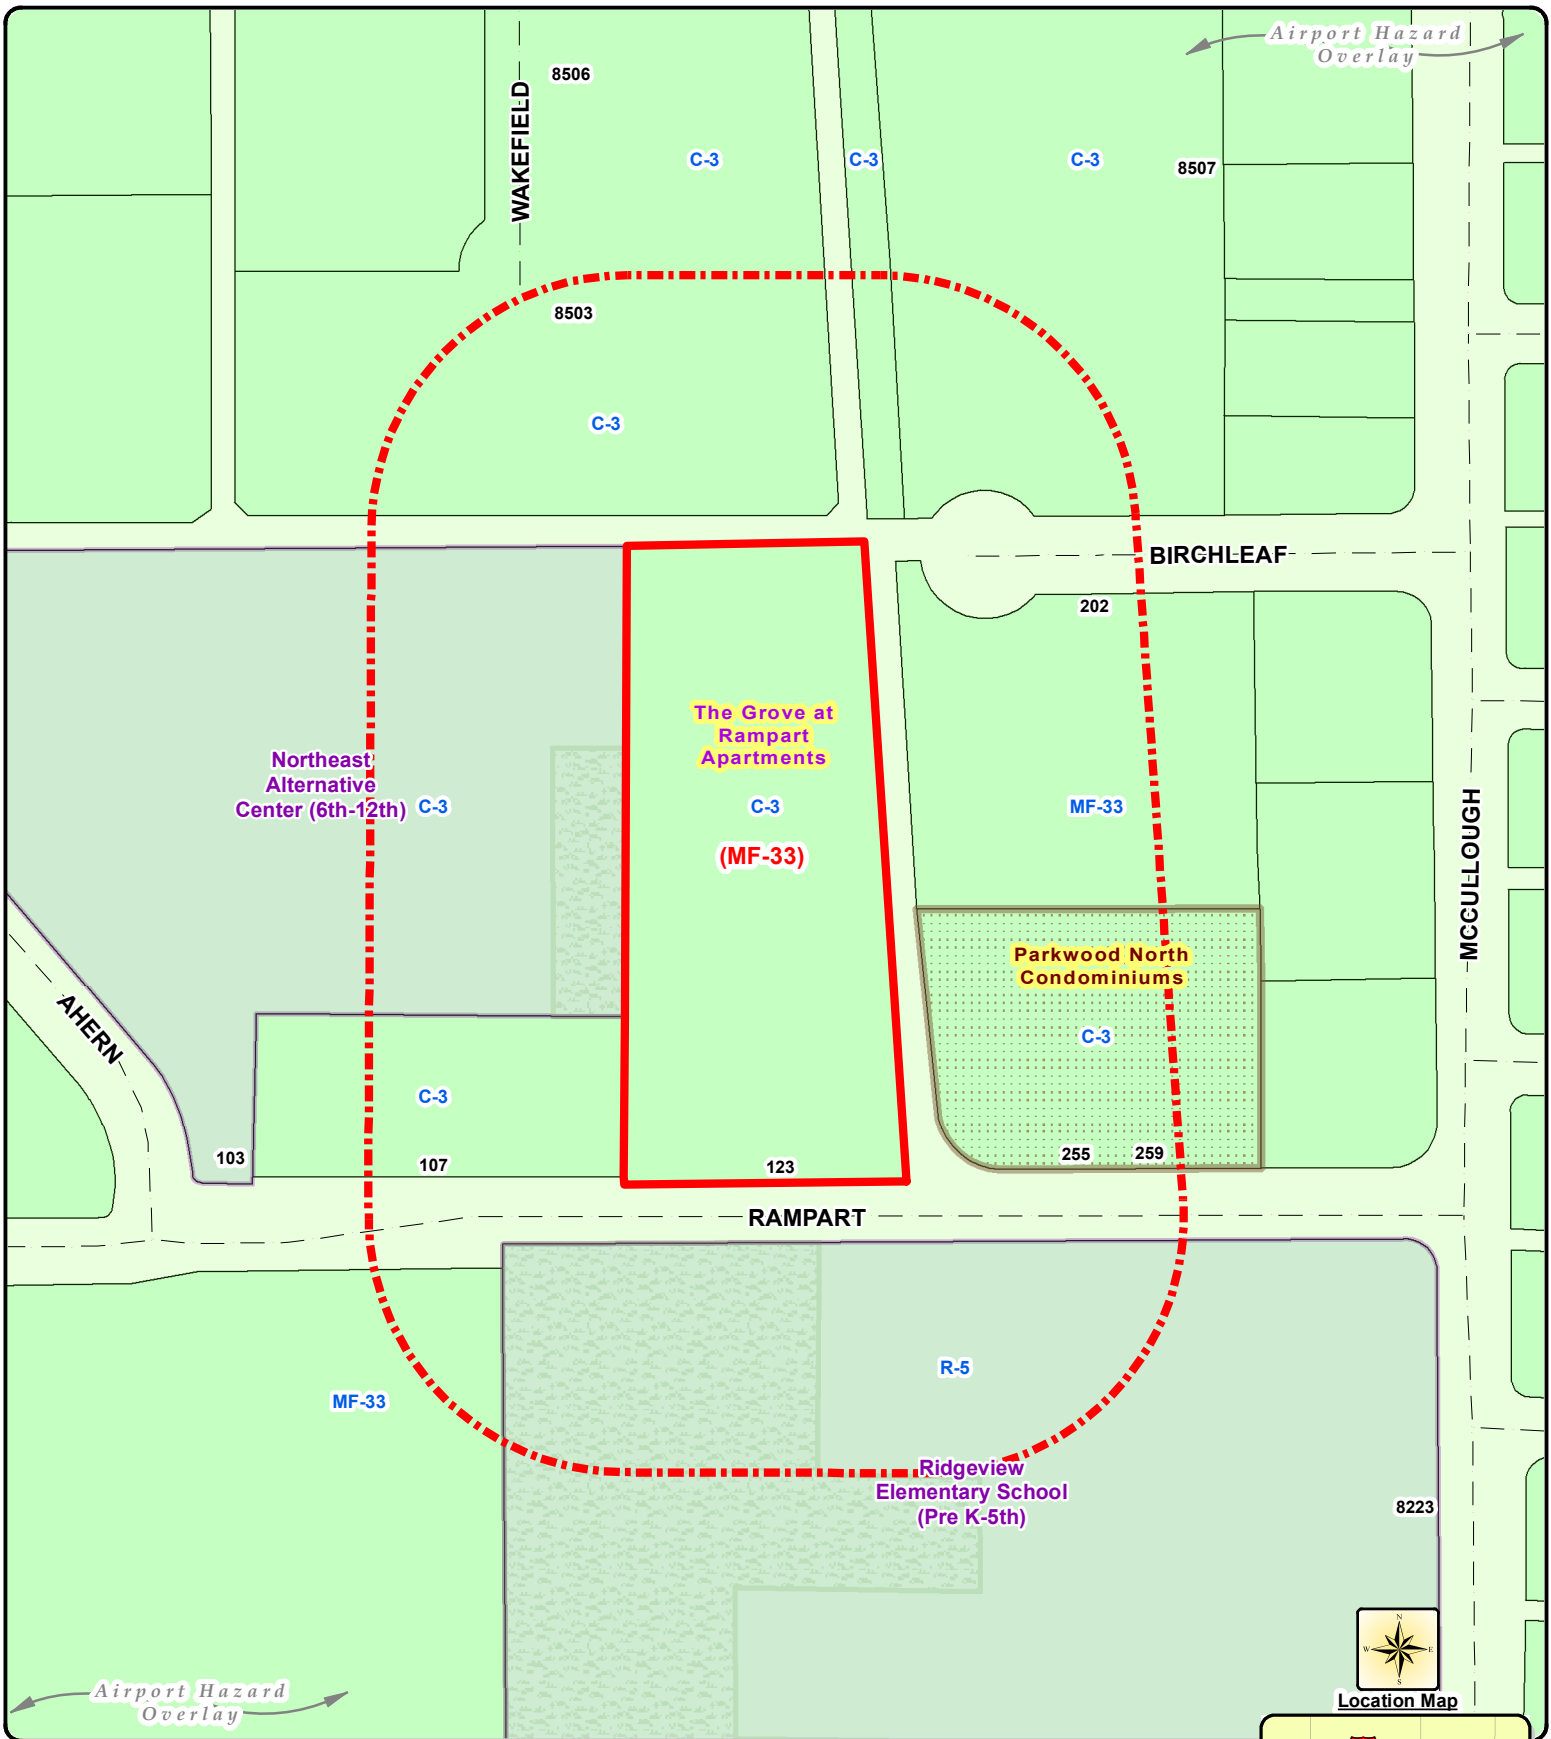 Airport Hazard
Overlay
8506
WAKEFIELD
C-3
C-3
C-3
8507
8503
C-3
BIRCHLEAF
202
The Grove at
Rampart
Apartments
Northeast
Alternative
Center (6th-12th)
C-3
C-3
(MF-33)
MF-33
MCCULLOUGH
Parkwood North
Condominiums
C-3
AHERN
C-3
103
107
123
255
259
RAMPART
R-5
MF-33
Ridgeview
Elementary School
(Pre K-5th)
8223
N
W
E
S
Airport Hazard
Overlay
Location Map